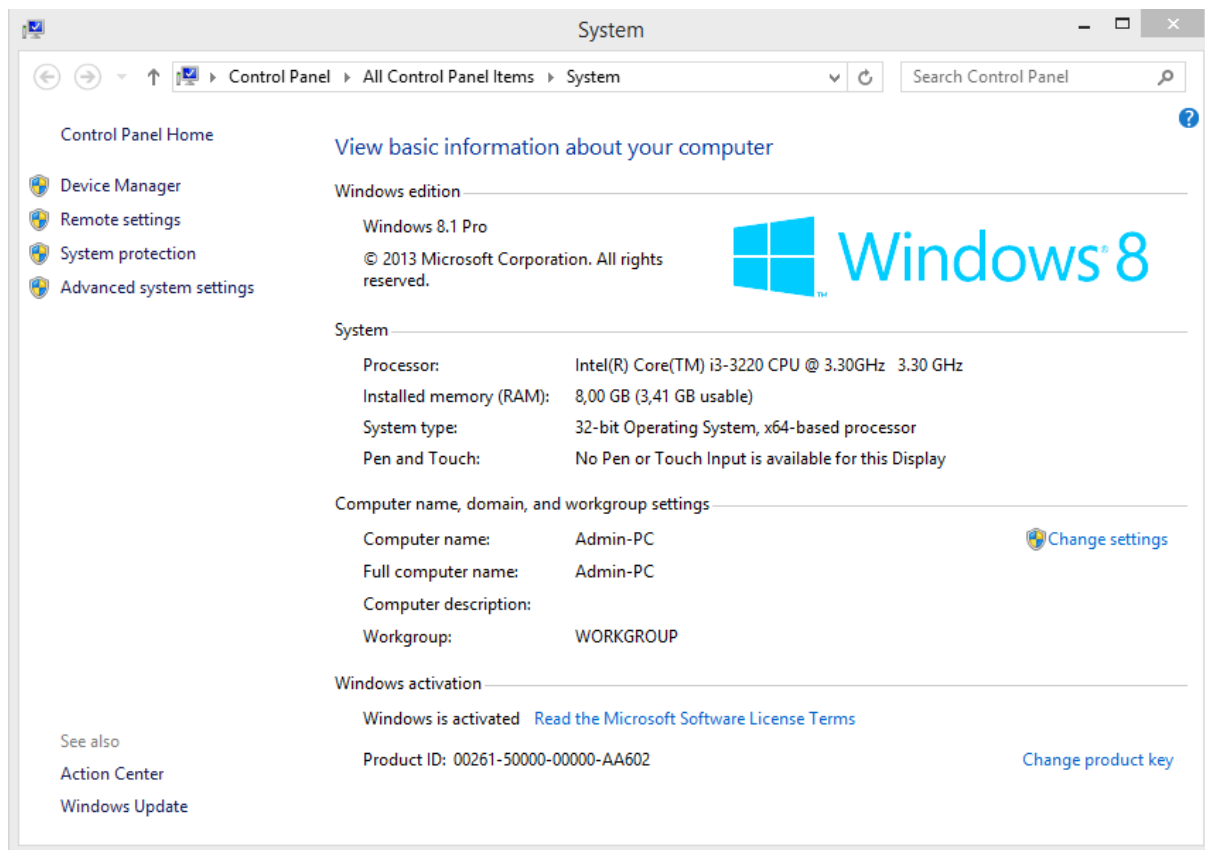 System
Control Panel ▸ All Control Panel Items ▸ System
Search Control Panel
Control Panel Home
Device Manager
Remote settings
System protection
Advanced system settings
See also
Action Center
Windows Update
View basic information about your computer
Windows edition
Windows 8.1 Pro
© 2013 Microsoft Corporation. All rights
reserved.
Windows® 8
TM
System
Processor: Intel(R) Core(TM) i3-3220 CPU @ 3.30GHz 3.30 GHz
Installed memory (RAM): 8,00 GB (3,41 GB usable)
System type: 32-bit Operating System, x64-based processor
Pen and Touch: No Pen or Touch Input is available for this Display
Computer name, domain, and workgroup settings
Computer name: Admin-PC Change settings
Full computer name: Admin-PC
Computer description:
Workgroup: WORKGROUP
Windows activation
Windows is activated Read the Microsoft Software License Terms
Product ID: 00261-50000-00000-AA602 Change product key